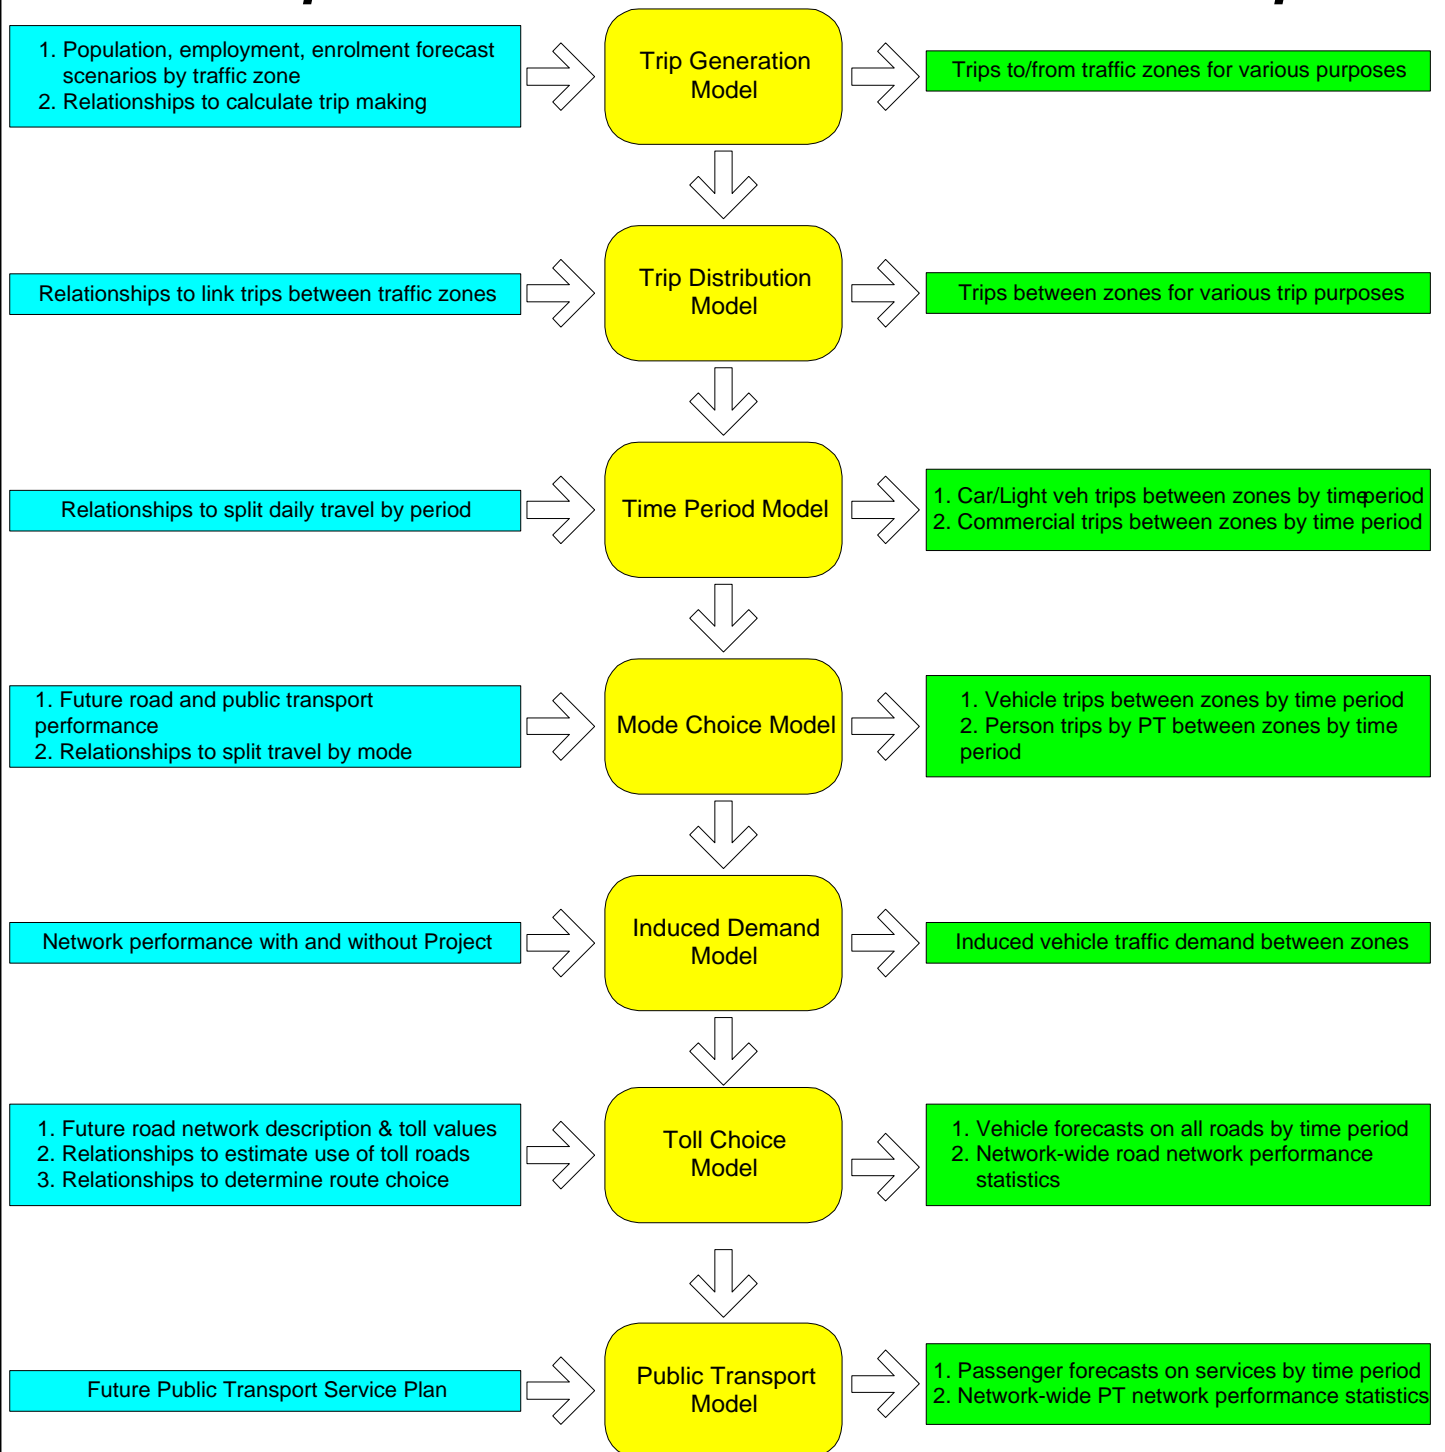 1. Population, employment, enrolment forecast
scenarios by traffic zone
2. Relationships to calculate trip making
Trip Generation
Model
Trips to/from traffic zones for various purposes
Relationships to link trips between traffic zones
Trip Distribution
Model
Trips between zones for various trip purposes
Relationships to split daily travel by period
Time Period Model
1. Car/Light veh trips between zones by timeperiod
2. Commercial trips between zones by time period
1. Future road and public transport
performance
2. Relationships to split travel by mode
Mode Choice Model
1. Vehicle trips between zones by time period
2. Person trips by PT between zones by time
period
Network performance with and without Project
Induced Demand
Model
Induced vehicle traffic demand between zones
1. Future road network description & toll values
2. Relationships to estimate use of toll roads
3. Relationships to determine route choice
Toll Choice
Model
1. Vehicle forecasts on all roads by time period
2. Network-wide road network performance
statistics
Future Public Transport Service Plan
Public Transport
Model
1. Passenger forecasts on services by time period
2. Network-wide PT network performance statistics